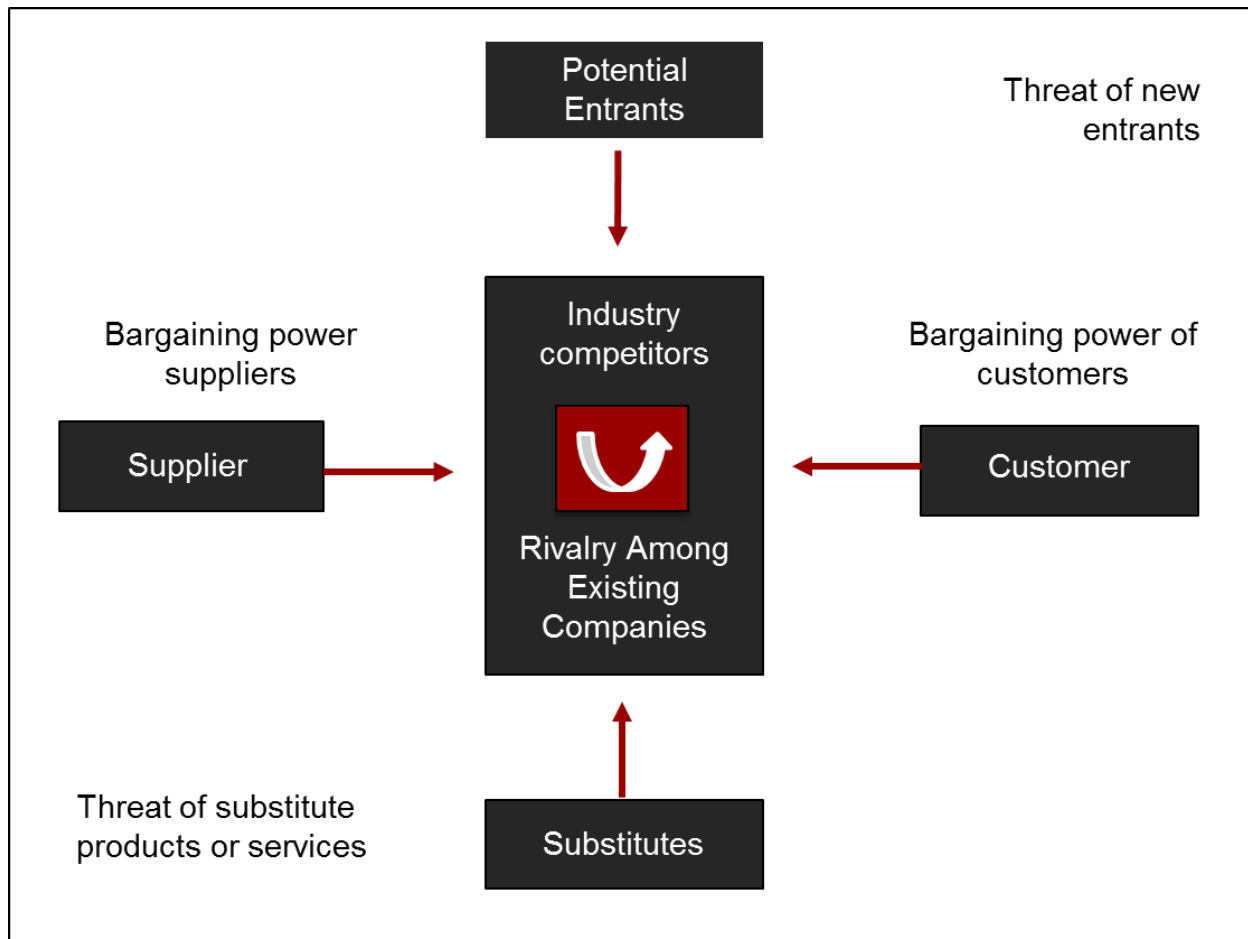 Potential
Entrants
Threat of new
entrants
Bargaining power
suppliers
Industry
competitors
Bargaining power of
customers
Supplier
Customer
Rivalry Among
Existing
Companies
Threat of substitute
products or services
Substitutes